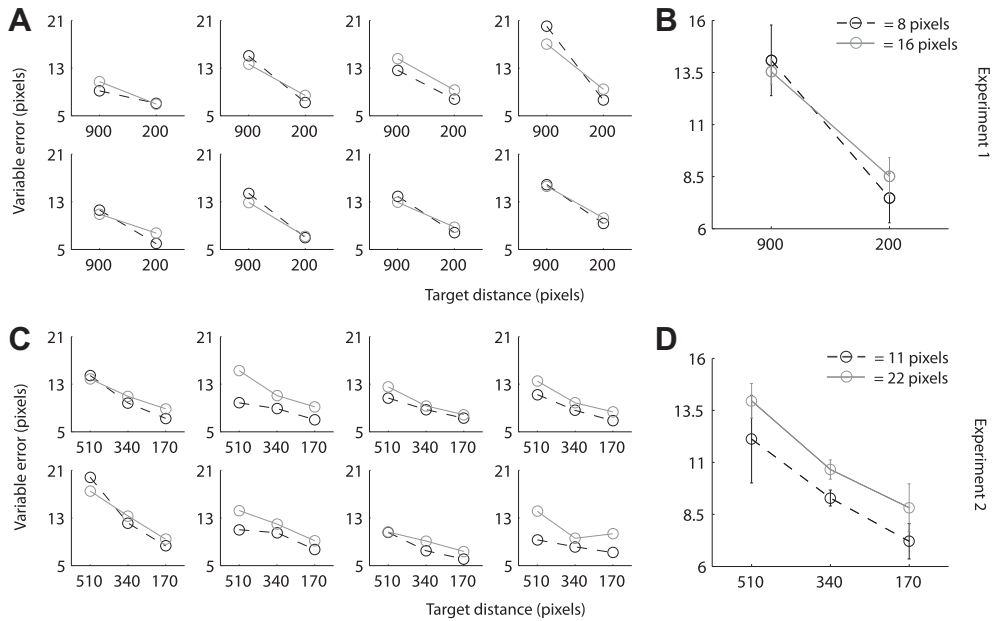 A
B
Variable error (pixels)
21
13
5
900 200
21
13
5
900 200
21
13
5
900 200
21
13
5
900 200
21
13
5
900 200
21
13
5
900 200
21
13
5
900 200
21
13
5
900 200
Target distance (pixels)
16
13.5
11
8.5
6
900 200
= 8 pixels
= 16 pixels
Experiment 1
C
D
Variable error (pixels)
21
13
5
510 340 170
21
13
5
510 340 170
21
13
5
510 340 170
21
13
5
510 340 170
21
13
5
510 340 170
21
13
5
510 340 170
21
13
5
510 340 170
21
13
5
510 340 170
Target distance (pixels)
16
13.5
11
8.5
6
510 340 170
= 11 pixels
= 22 pixels
Experiment 2